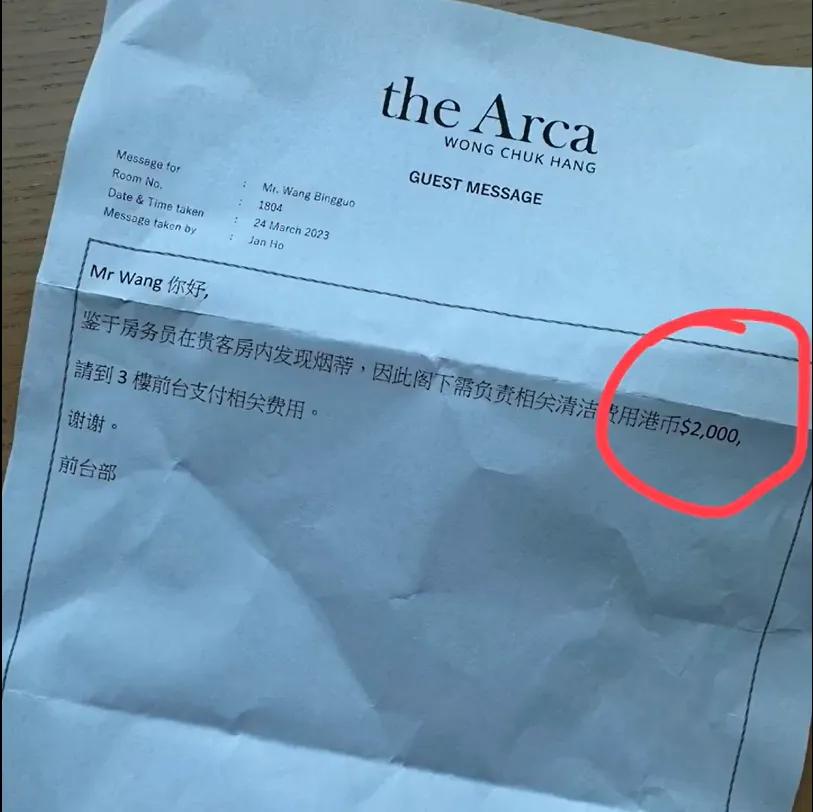 the Arca
WONG CHUK HANG
GUEST MESSAGE
Message for : Mr. Wang Bingguo
Room No. : 1804
Date & Time taken : 24 March 2023
Message taken by : Jan Ho
Mr Wang 你好,
鉴于房务员在贵客房内发现烟蒂，因此阁下需负责相关清洁费用港币$2,000,
請到 3 樓前台支付相关费用。
谢谢。
前台部